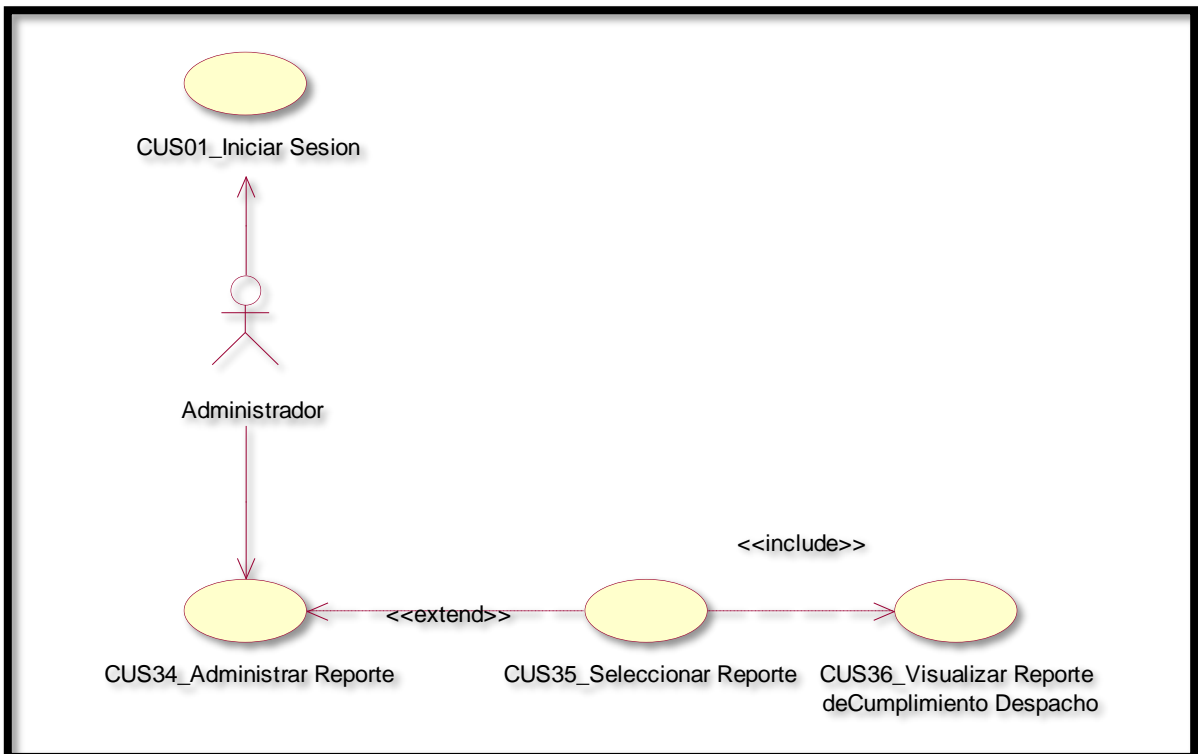 CUS01_Iniciar Sesion
Administrador
<<include>>
<<extend>>
CUS34_Administrar Reporte
CUS35_Seleccionar Reporte
CUS36_Visualizar Reporte
deCumplimiento Despacho